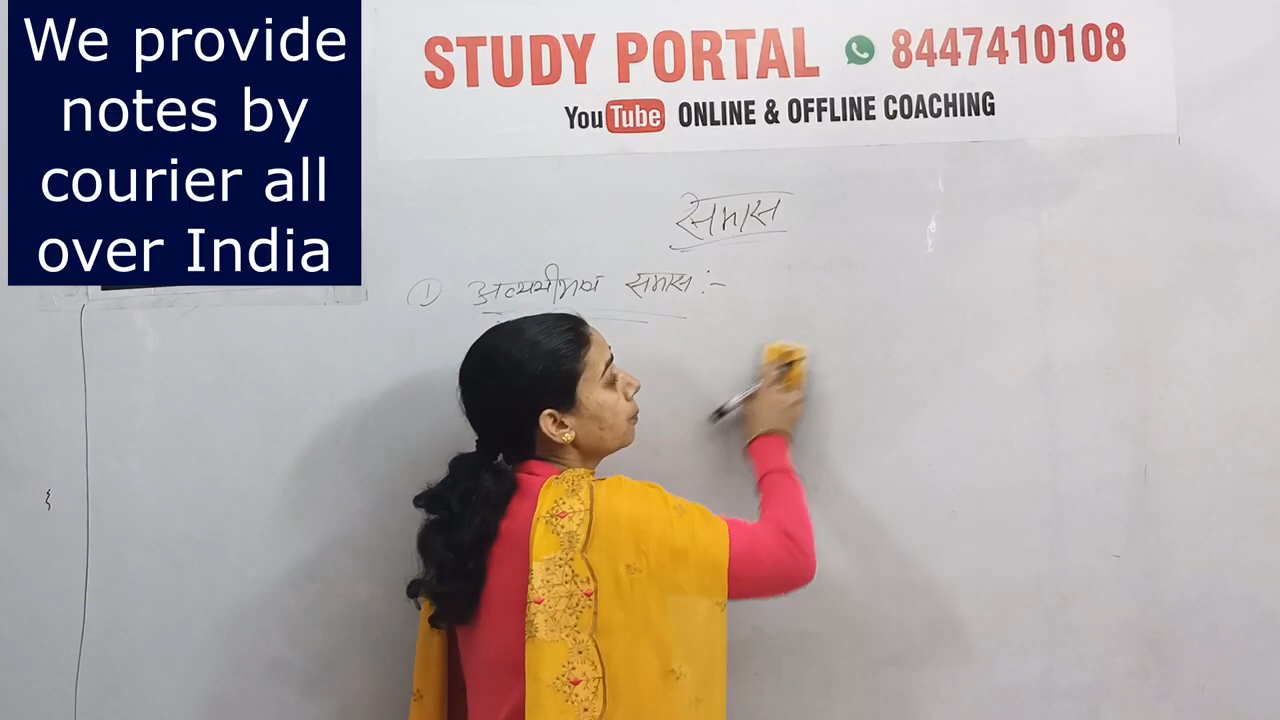 We provide
notes by
courier all
over India
STUDY PORTAL 8447410108
YouTube ONLINE & OFFLINE COACHING
समास
① अव्ययीभाव समास :-